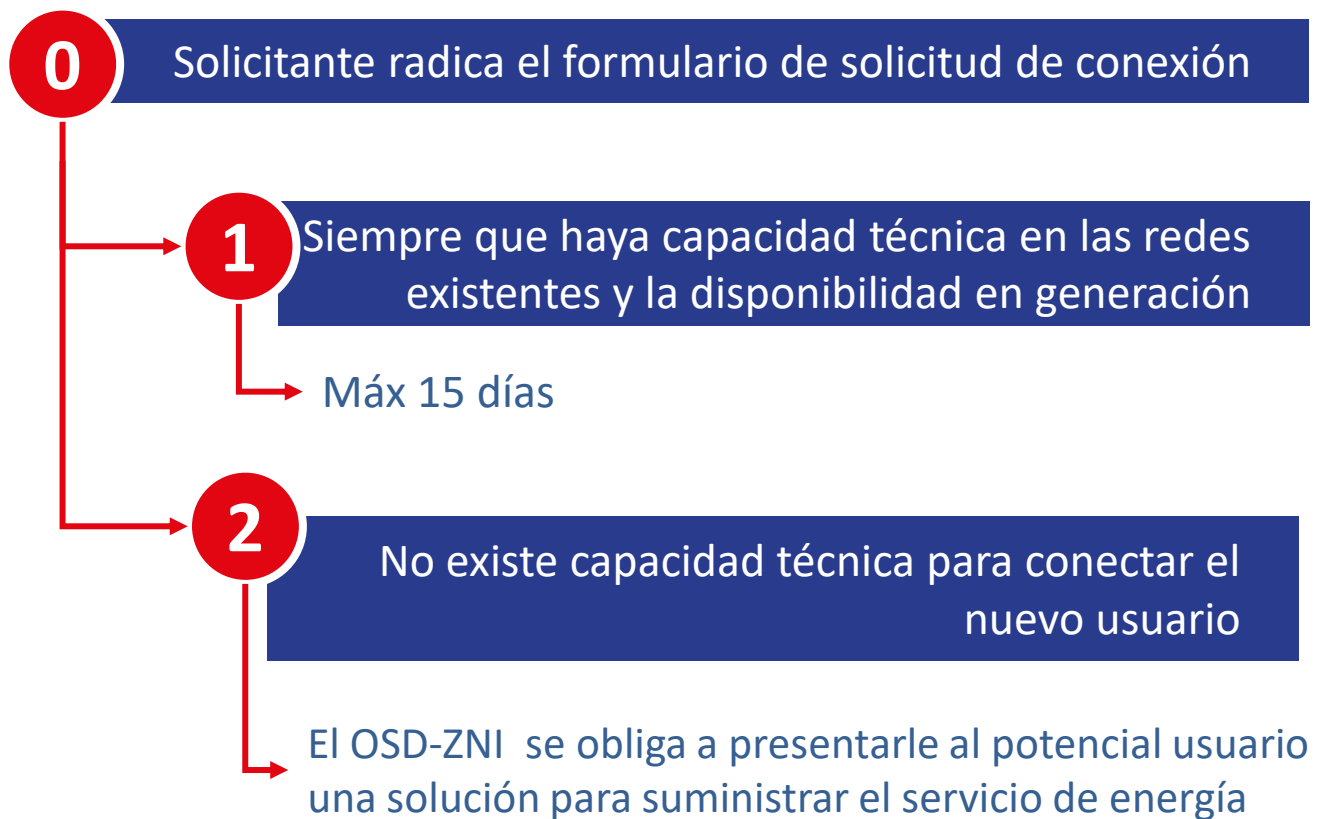 0
Solicitante radica el formulario de solicitud de conexión
1
Siempre que haya capacidad técnica en las redes
existentes y la disponibilidad en generación
Máx 15 días
2
No existe capacidad técnica para conectar el
nuevo usuario
El OSD-ZNI se obliga a presentarle al potencial usuario
una solución para suministrar el servicio de energía